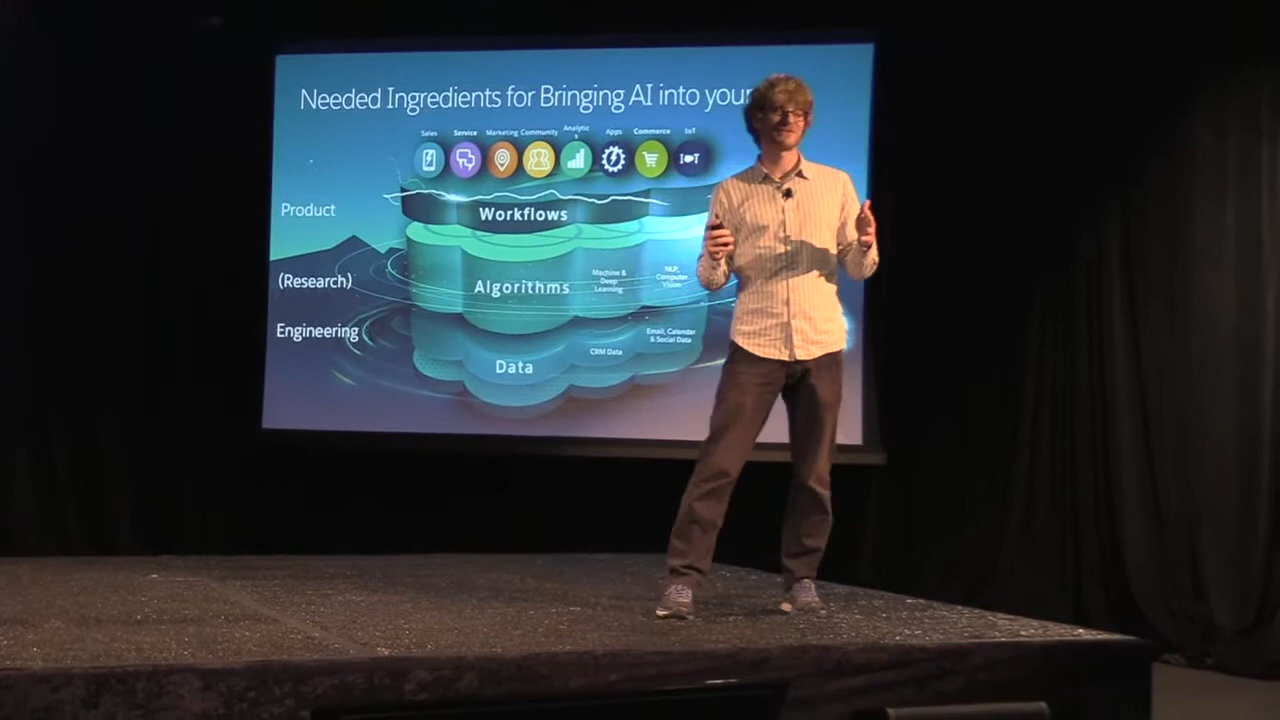 Needed Ingredients for Bringing AI into your
Sales Service Marketing Community Analytic
s Apps Commerce IoT
IoT
Product
Workflows
(Research)
Algorithms
Machine &
Deep
Learning
NLP,
Computer
Vision
Engineering
Data
CRM Data
Email, Calendar
& Social Data